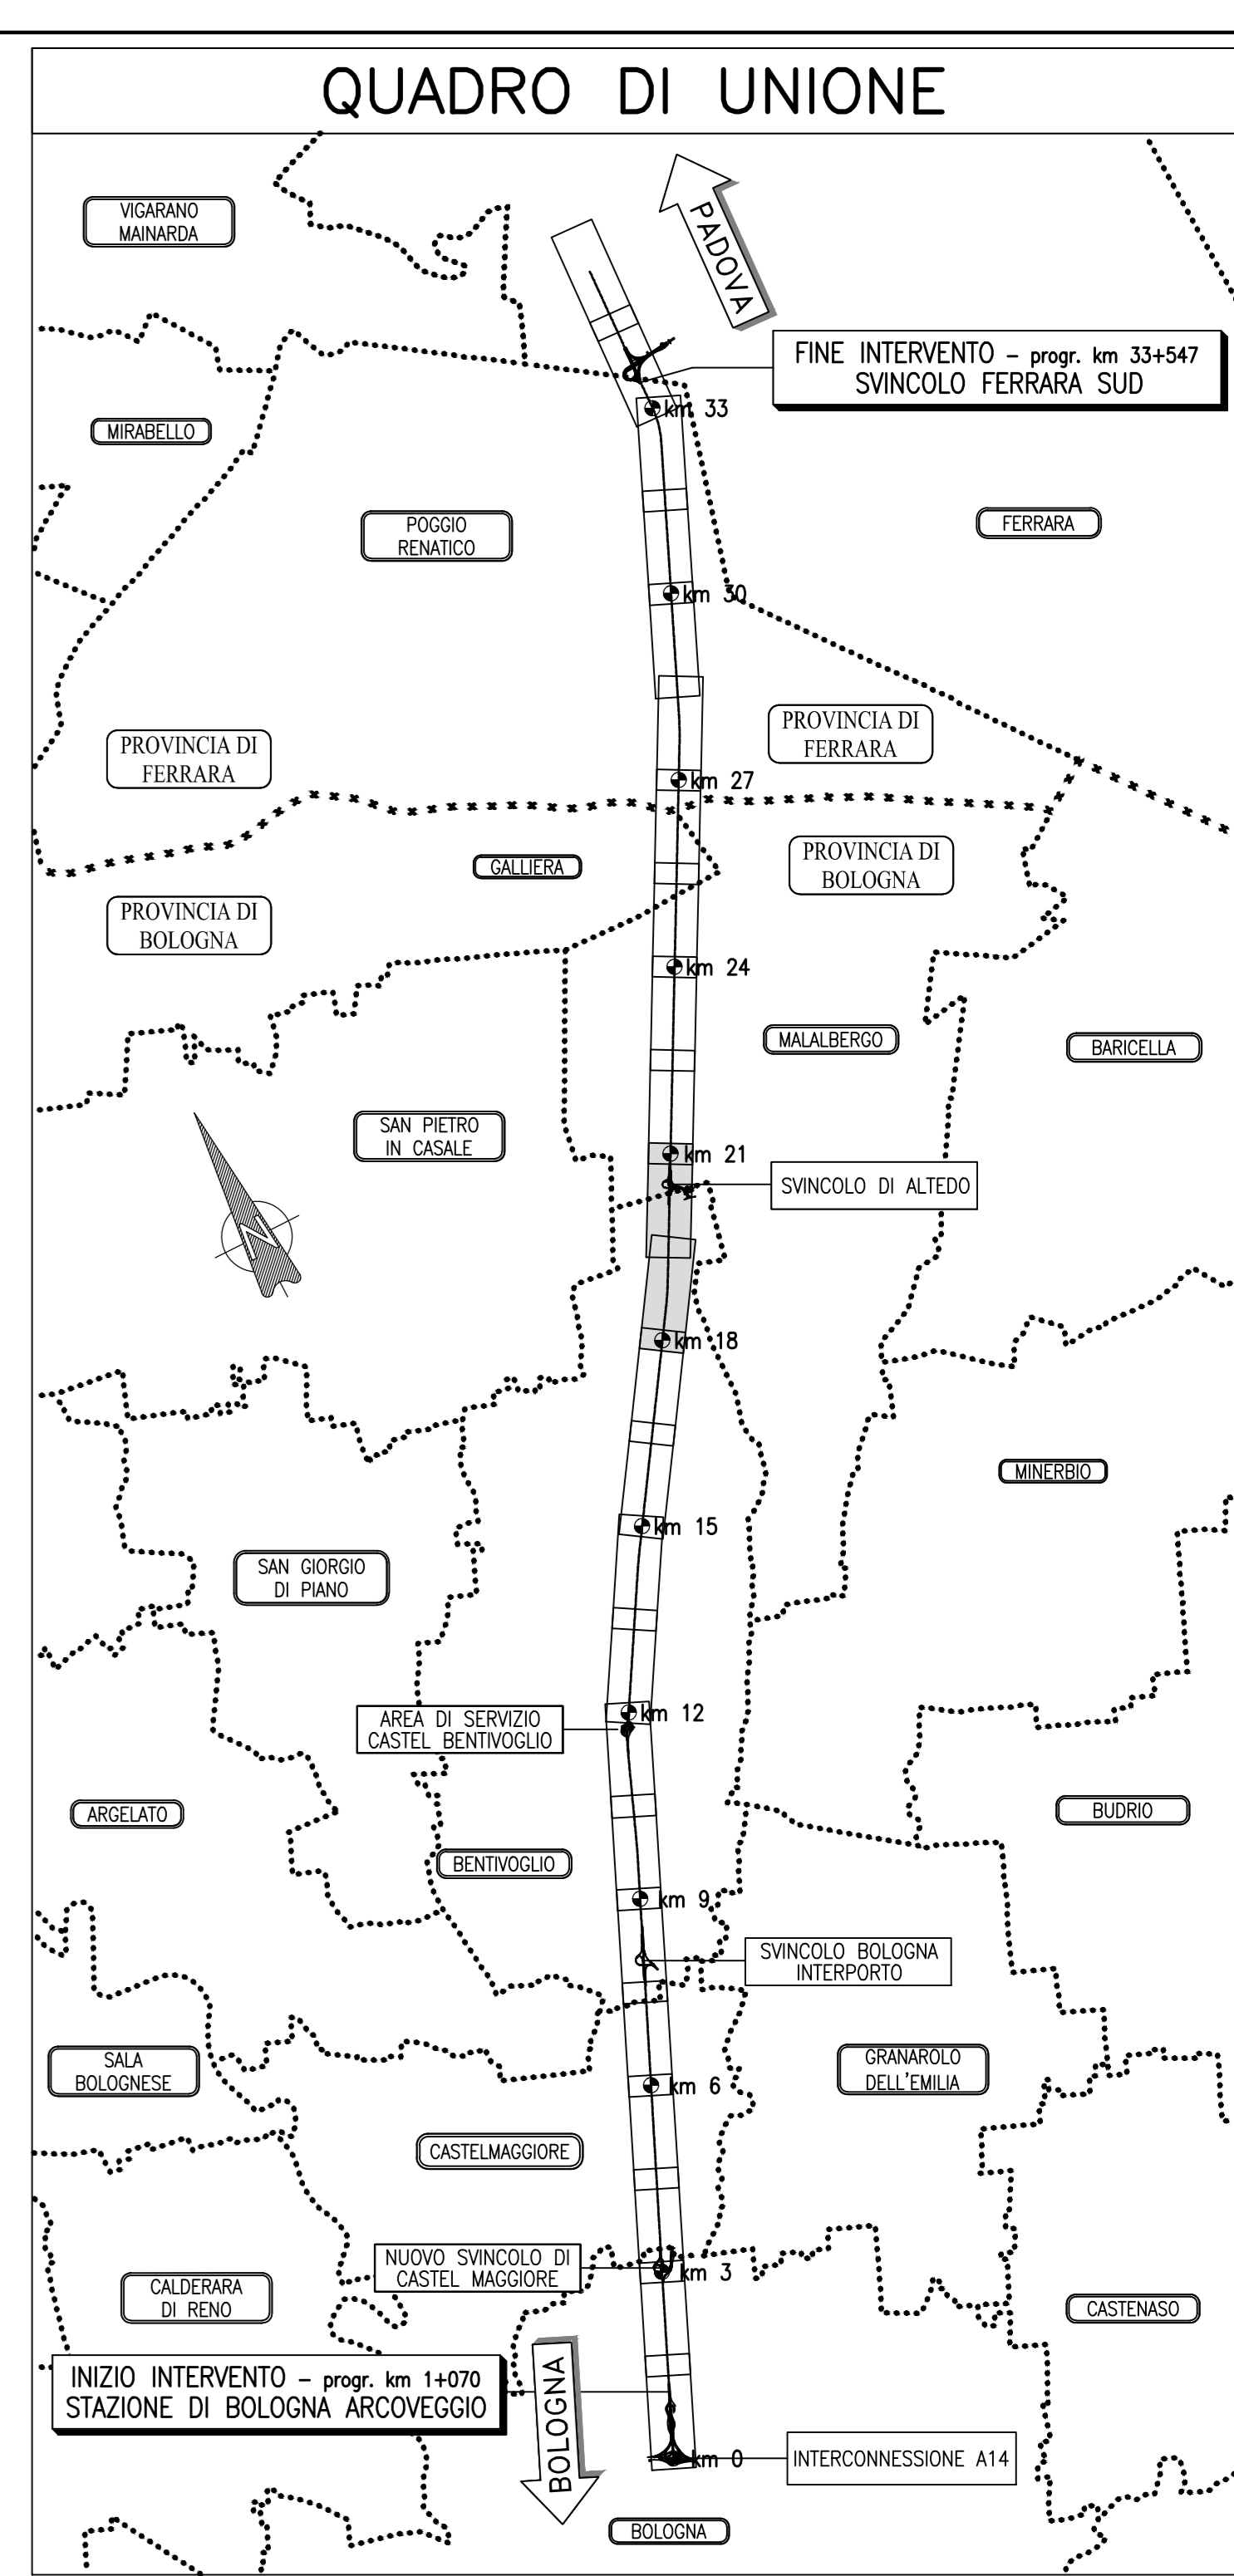 QUADRO DI UNIONE
VIGARANO
MAINARDA
PADOVA
FINE INTERVENTO – progr. km 33+547
SVINCOLO FERRARA SUD
km 33
MIRABELLO
POGGIO
RENATICO
FERRARA
km 30
PROVINCIA DI
FERRARA
PROVINCIA DI
FERRARA
km 27
GALLIERA
PROVINCIA DI
BOLOGNA
PROVINCIA DI
BOLOGNA
km 24
MALALBERGO
BARICELLA
SAN PIETRO
IN CASALE
km 21
SVINCOLO DI ALTEDO
N
km 18
MINERBIO
km 15
SAN GIORGIO
DI PIANO
km 12
AREA DI SERVIZIO
CASTEL BENTIVOGLIO
ARGELATO
BUDRIO
BENTIVOGLIO
km 9
SVINCOLO BOLOGNA
INTERPORTO
SALA
BOLOGNESE
GRANAROLO
DELL'EMILIA
km 6
CASTELMAGGIORE
NUOVO SVINCOLO DI
CASTEL MAGGIORE
km 3
CALDERARA
DI RENO
CASTENASO
INIZIO INTERVENTO – progr. km 1+070
STAZIONE DI BOLOGNA ARCOVEGGIO
BOLOGNA
km 0
INTERCONNESSIONE A14
BOLOGNA